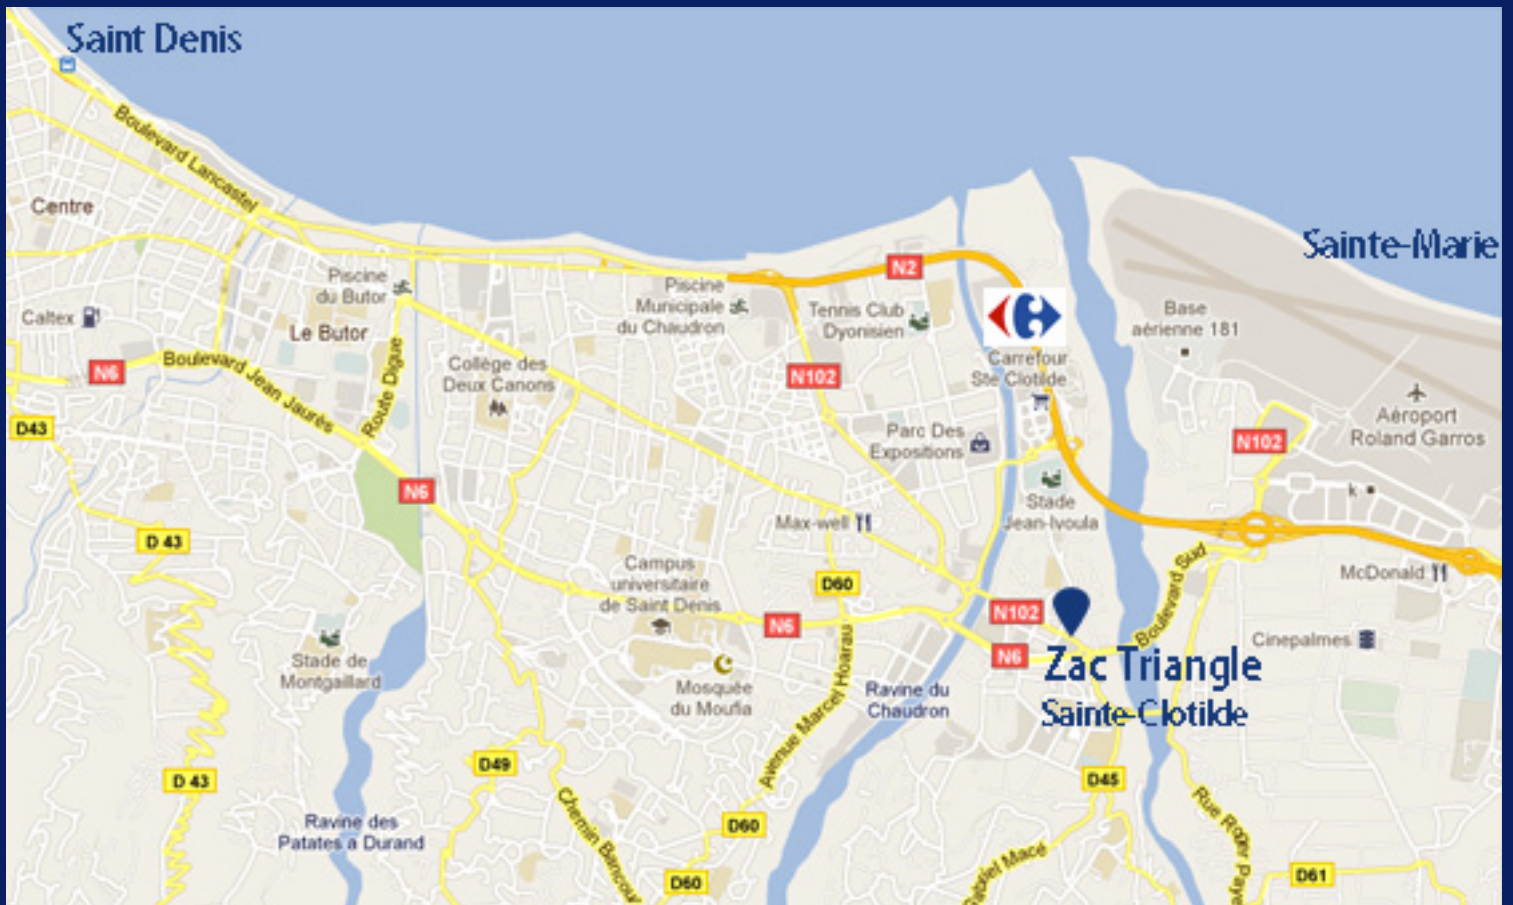 Saint Denis
Boulevard Lancastel
Centre
Sainte-Marie
N2
Piscine
du Butor
Piscine
Municipale
du Chaudron
Tennis Club
Dyonisien
Base
aérienne 181
Caltex
Le Butor
N6
Boulevard Jean Jaurès
Route Digue
Collège des
Deux Canons
N102
Carrefour
Ste Clotilde
Aéroport
Roland Garros
D43
Parc Des
Expositions
N102
N6
k
Stade
Jean-Ivoula
Max-well
D 43
Campus
universitaire
de Saint Denis
D60
Boulevard Sud
McDonald
N102
N6
Cinepalmes
N6
Zac Triangle
Sainte-Clotilde
Stade de
Montgaillard
Mosquée
du Moufia
Avenue Marcel Hoarau
Ravine du
Chaudron
D49
D 43
D45
Ravine des
Patates a Durand
Chemin Bancoul
D60
Rue Roger Paye
D60
Gabriel Macé
D61